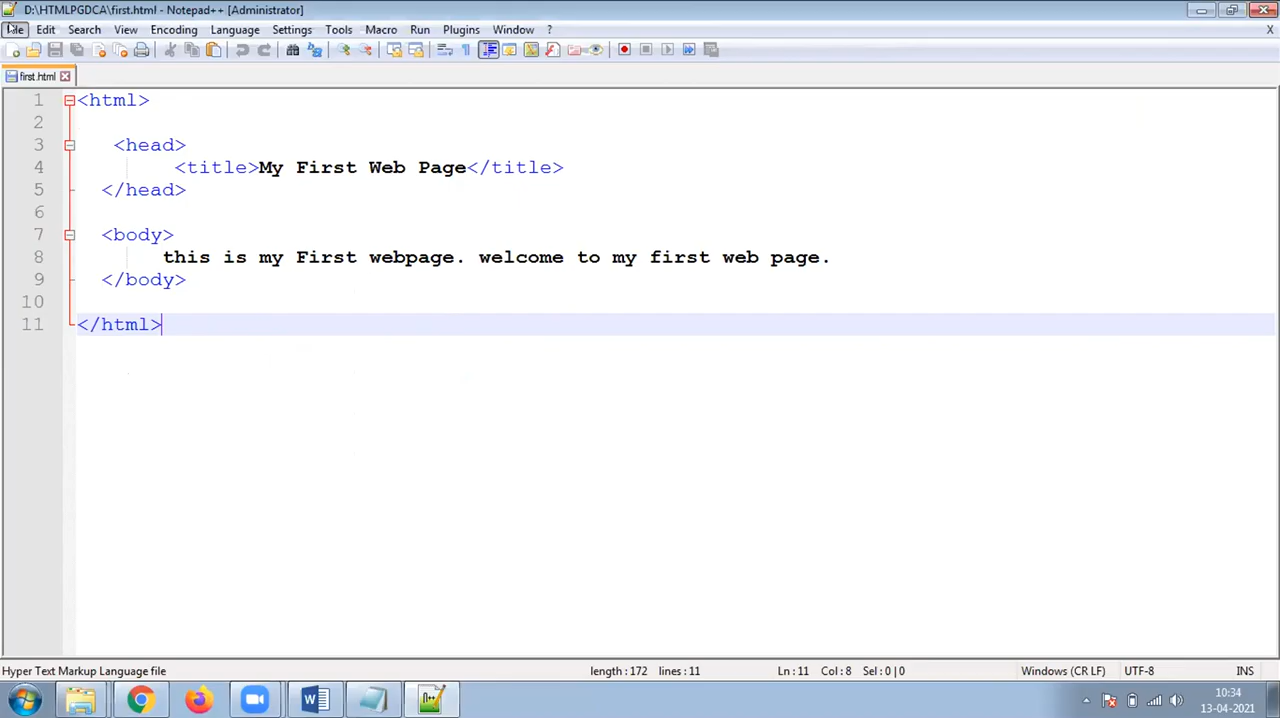 D:\HTMLPGDCA\first.html - Notepad++ [Administrator]
File Edit Search View Encoding Language Settings Tools Macro Run Plugins Window ? X
first.html
1 <html>
2
3 <head>
4 <title>My First Web Page</title>
5 </head>
6
7 <body>
8 this is my First webpage. welcome to my first web page.
9 </body>
10
11 </html>
Hyper Text Markup Language file length : 172 lines : 11 Ln : 11 Col : 8 Sel : 0 | 0 Windows (CR LF) UTF-8 INS
10:34
13-04-2021